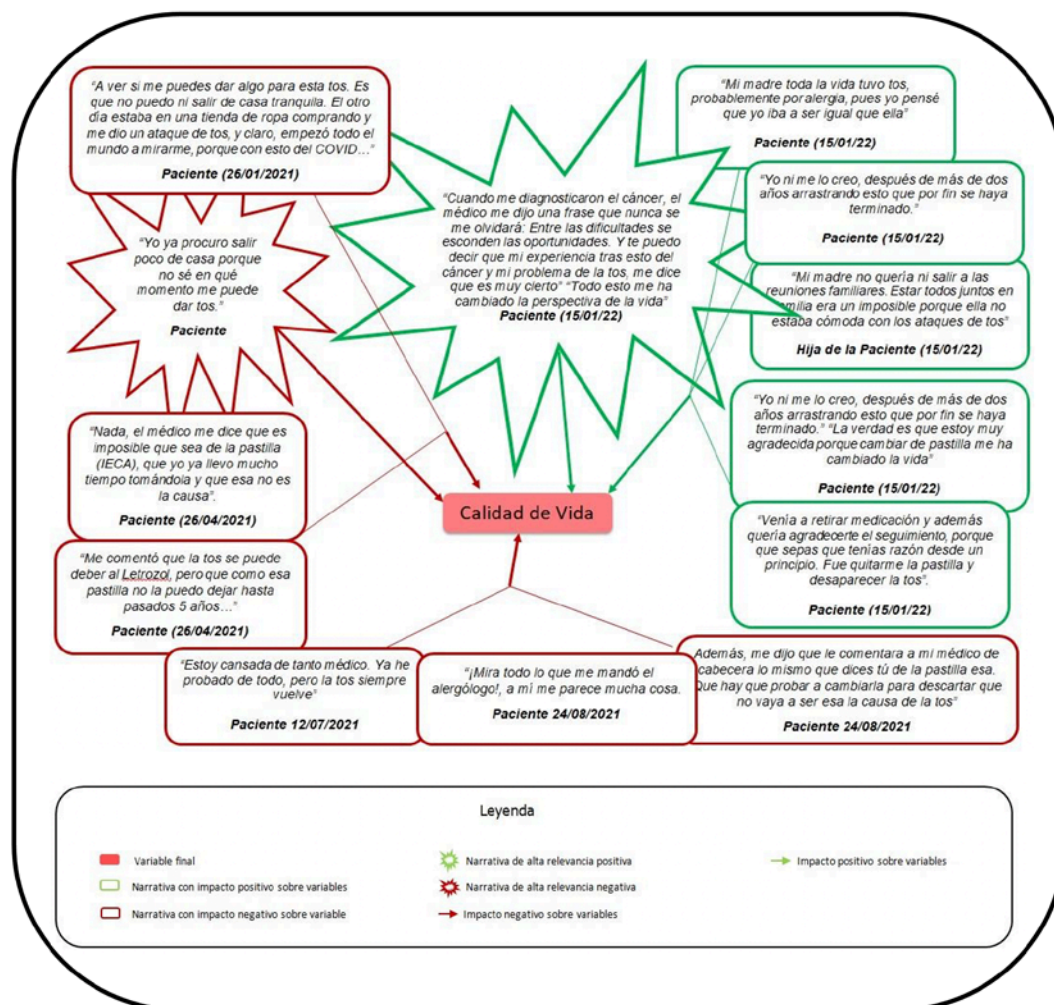 “A ver si me puedes dar algo para esta tos. Es
que no puedo ni salir de casa tranquila. El otro
día estaba en una tienda de ropa comprando y
me dio un ataque de tos, y claro, empezó todo el
mundo a mirarme, porque con esto del COVID…”
Paciente (26/01/2021)
“Yo ya procuro salir
poco de casa porque
no sé en qué
momento me puede
dar tos.”
Paciente
“Nada, el médico me dice que es
imposible que sea de la pastilla
(IECA), que yo ya llevo mucho
tiempo tomándola y que esa no es
la causa”.
Paciente (26/04/2021)
“Me comentó que la tos se puede
deber al Letrozol, pero que como esa
pastilla no la puedo dejar hasta
pasados 5 años…”
Paciente (26/04/2021)
“Cuando me diagnosticaron el cáncer, el
médico me dijo una frase que nunca se
me olvidará: Entre las dificultades se
esconden las oportunidades. Y te puedo
decir que mi experiencia tras esto del
cáncer y mi problema de la tos, me dice
que es muy cierto” “Todo esto me ha
cambiado la perspectiva de la vida”
Paciente (15/01/22)
“Mi madre toda la vida tuvo tos,
probablemente por alergia, pues yo pensé
que yo iba a ser igual que ella”
Paciente (15/01/22)
“Yo ni me lo creo, después de más de dos
años arrastrando esto que por fin se haya
terminado.”
Paciente (15/01/22)
“Mi madre no quería ni salir a las
reuniones familiares. Estar todos juntos en
familia era un imposible porque ella no
estaba cómoda con los ataques de tos”
Hija de la Paciente (15/01/22)
“Yo ni me lo creo, después de más de dos
años arrastrando esto que por fin se haya
terminado.” “La verdad es que estoy muy
agradecida porque cambiar de pastilla me ha
cambiado la vida”
Paciente (15/01/22)
“Venía a retirar medicación y además
quería agradecerte el seguimiento, porque
que sepas que tenías razón desde un
principio. Fue quitarme la pastilla y
desaparecer la tos”.
Paciente (15/01/22)
Calidad de Vida
“Estoy cansada de tanto médico. Ya he
probado de todo, pero la tos siempre
vuelve”
Paciente 12/07/2021
“¡Mira todo lo que me mandó el
alergólogo!, a mí me parece mucha cosa.
Paciente 24/08/2021
Además, me dijo que le comentara a mi médico de
cabecera lo mismo que dices tú de la pastilla esa.
Que hay que probar a cambiarla para descartar que
no vaya a ser esa la causa de la tos”
Paciente 24/08/2021
Leyenda
Variable final
Narrativa con impacto positivo sobre variables
Narrativa con impacto negativo sobre variable
Narrativa de alta relevancia positiva
Narrativa de alta relevancia negativa
Impacto negativo sobre variables
Impacto positivo sobre variables